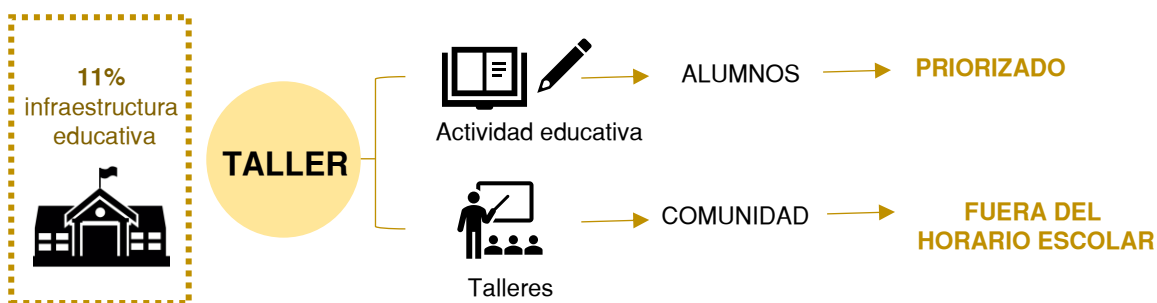 11%
infraestructura
educativa
TALLER
Actividad educativa
ALUMNOS
PRIORIZADO
Talleres
COMUNIDAD
FUERA DEL
HORARIO ESCOLAR